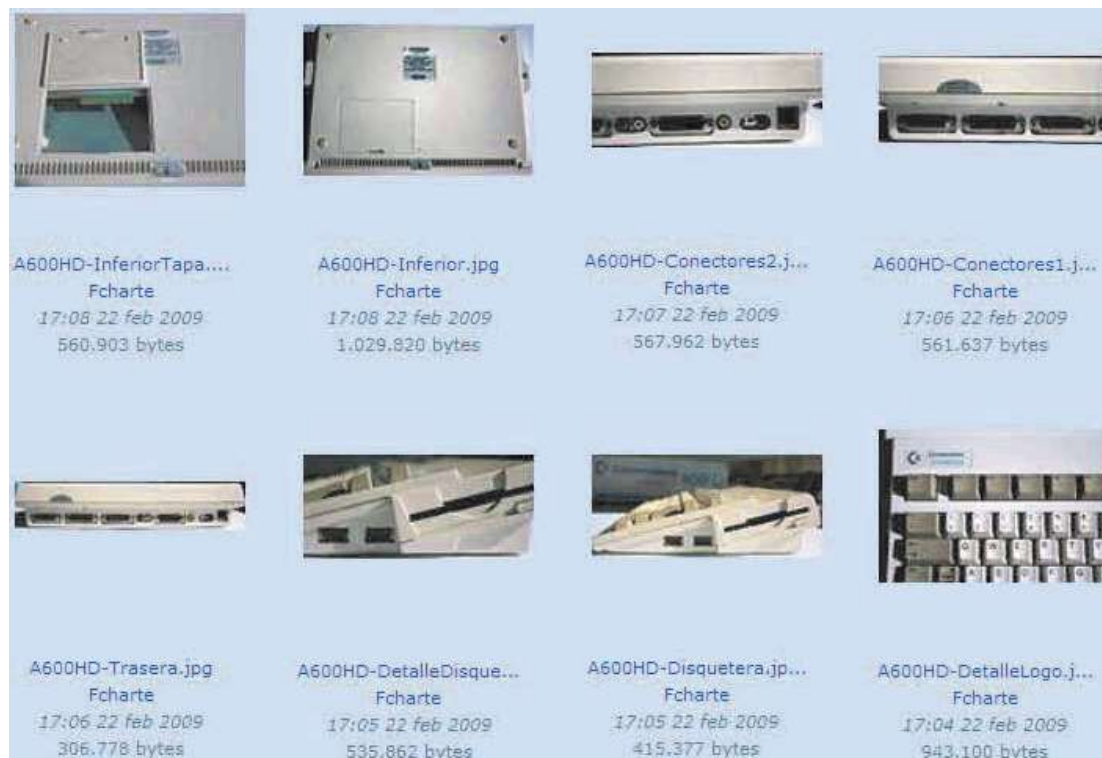 A600HD-InferiorTapa....
Fcharte
17:08 22 feb 2009
560.903 bytes
A600HD-Inferior.jpg
Fcharte
17:08 22 feb 2009
1.029.820 bytes
A600HD-Conectores2.j...
Fcharte
17:07 22 feb 2009
567.962 bytes
A600HD-Conectores1.j...
Fcharte
17:06 22 feb 2009
561.637 bytes
A600HD-Trasera.jpg
Fcharte
17:06 22 feb 2009
306.778 bytes
A600HD-DetalleDisque...
Fcharte
17:05 22 feb 2009
535.862 bytes
A600HD-Disquetera.jp...
Fcharte
17:05 22 feb 2009
415.377 bytes
A600HD-DetalleLogo.j...
Fcharte
17:04 22 feb 2009
943.100 bytes